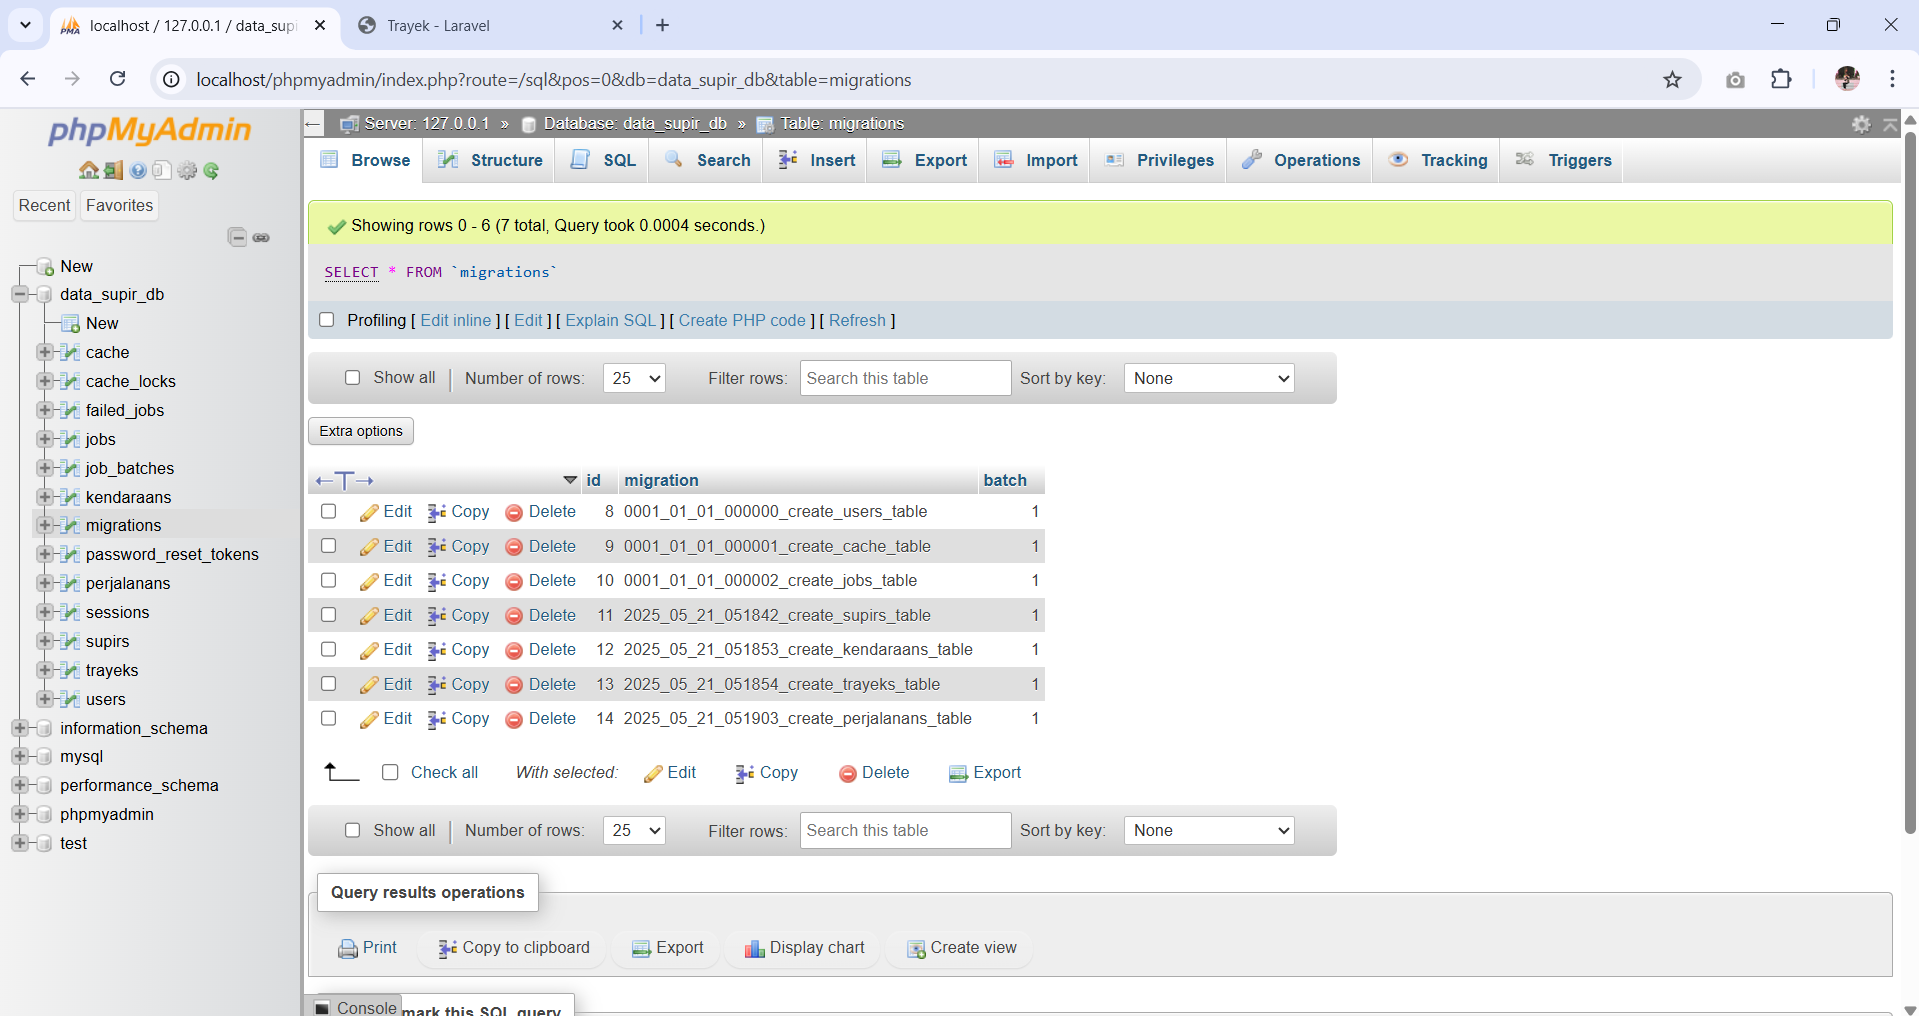 localhost / 127.0.0.1 / data_supi
Trayek - Laravel
localhost/phpmyadmin/index.php?route=/sql&pos=0&db=data_supir_db&table=migrations
phpMyAdmin
Recent
Favorites
New
data_supir_db
New
cache
cache_locks
failed_jobs
jobs
job_batches
kendaraans
migrations
password_reset_tokens
perjalanans
sessions
supirs
trayeks
users
information_schema
mysql
performance_schema
phpmyadmin
test
Server: 127.0.0.1 » Database: data_supir_db » Table: migrations
Browse Structure SQL Search Insert Export Import Privileges Operations Tracking Triggers
Showing rows 0 - 6 (7 total, Query took 0.0004 seconds.)
SELECT * FROM `migrations`
Profiling [ Edit inline ] [ Edit ] [ Explain SQL ] [ Create PHP code ] [ Refresh ]
Show all Number of rows: 25 Filter rows: Search this table Sort by key: None
Extra options
id migration batch
Edit Copy Delete 8 0001_01_01_000000_create_users_table 1
Edit Copy Delete 9 0001_01_01_000001_create_cache_table 1
Edit Copy Delete 10 0001_01_01_000002_create_jobs_table 1
Edit Copy Delete 11 2025_05_21_051842_create_supirs_table 1
Edit Copy Delete 12 2025_05_21_051853_create_kendaraans_table 1
Edit Copy Delete 13 2025_05_21_051854_create_trayeks_table 1
Edit Copy Delete 14 2025_05_21_051903_create_perjalanans_table 1
Check all With selected: Edit Copy Delete Export
Show all Number of rows: 25 Filter rows: Search this table Sort by key: None
Query results operations
Print Copy to clipboard Export Display chart Create view
Console
mark this SQL query